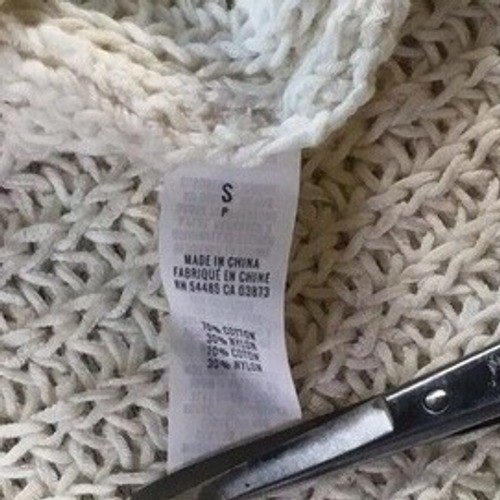 S
P
MADE IN CHINA
FABRIQUÉ EN CHINE
RN 54485 CA 03873
70% COTTON
30% NYLON
70% COTON
30% NYLON